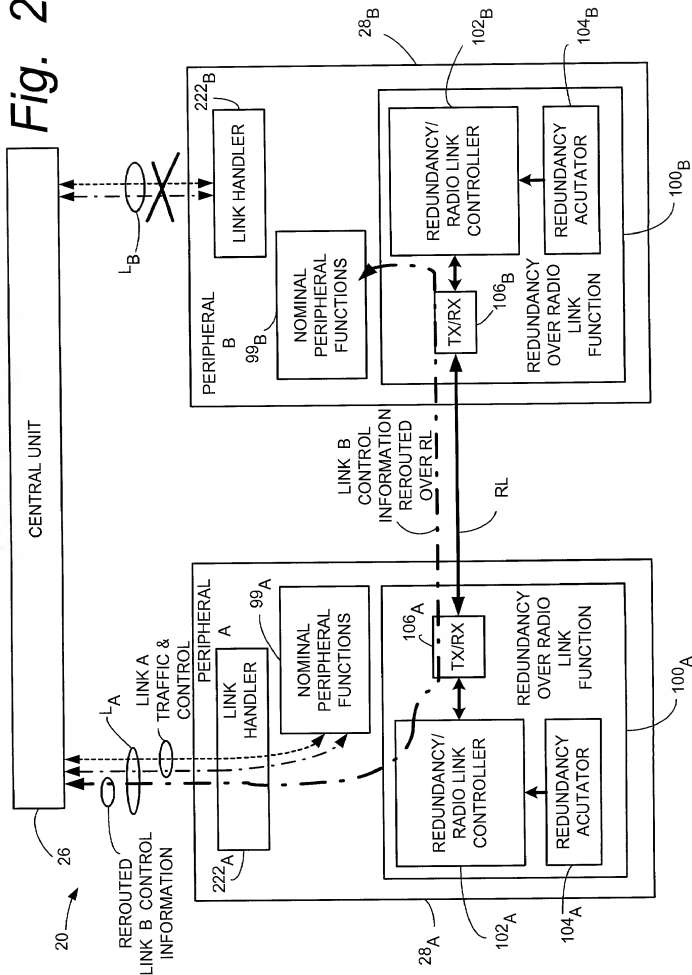 Fig. 2
CENTRAL UNIT
26
20
REROUTED
LINK B CONTROL
INFORMATION
LA
LINK A
TRAFFIC &
CONTROL
LB
PERIPHERAL
A
LINK
HANDLER
222A
99A
NOMINAL
PERIPHERAL
FUNCTIONS
106A
TX/RX
REDUNDANCY/
RADIO LINK
CONTROLLER
REDUNDANCY
OVER RADIO
LINK
FUNCTION
REDUNDANCY
ACUTATOR
28A
102A
104A
100A
LINK B
CONTROL
INFORMATION
REROUTED
OVER RL
RL
PERIPHERAL
B
LINK HANDLER
222B
99B
NOMINAL
PERIPHERAL
FUNCTIONS
106B
TX/RX
REDUNDANCY/
RADIO LINK
CONTROLLER
REDUNDANCY
OVER RADIO
LINK
FUNCTION
REDUNDANCY
ACUTATOR
28B
102B
104B
100B